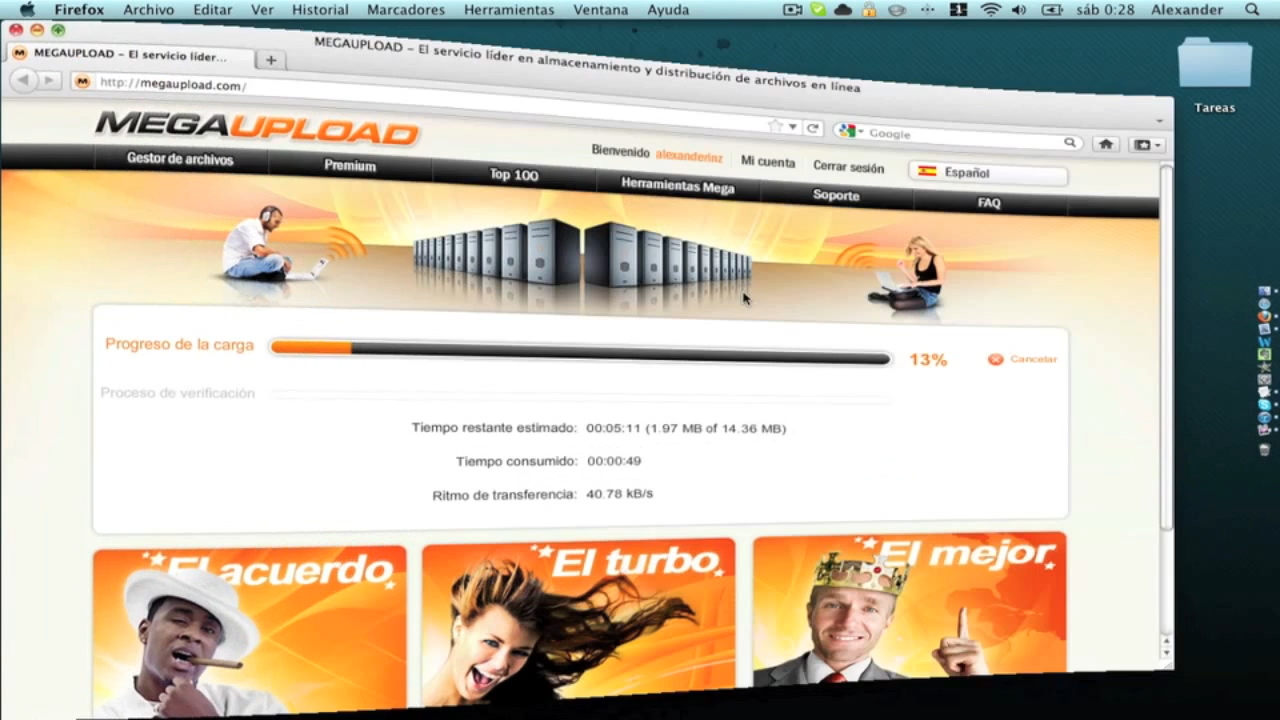 Firefox Archivo Editar Ver Historial Marcadores Herramientas Ventana Ayuda sáb 0:28 Alexander
MEGAUPLOAD – El servicio líder en almacenamiento y distribución de archivos en línea
MEGAUPLOAD – El servicio líder...
http://megaupload.com/
Google
Tareas
MEGAUPLOAD
Bienvenido alexanderinz Mi cuenta Cerrar sesión Español
Gestor de archivos Premium Top 100 Herramientas Mega Soporte FAQ
Progreso de la carga 13% Cancelar
Proceso de verificación
Tiempo restante estimado: 00:05:11 (1.97 MB of 14.36 MB)
Tiempo consumido: 00:00:49
Ritmo de transferencia: 40.78 kB/s
El acuerdo El turbo El mejor